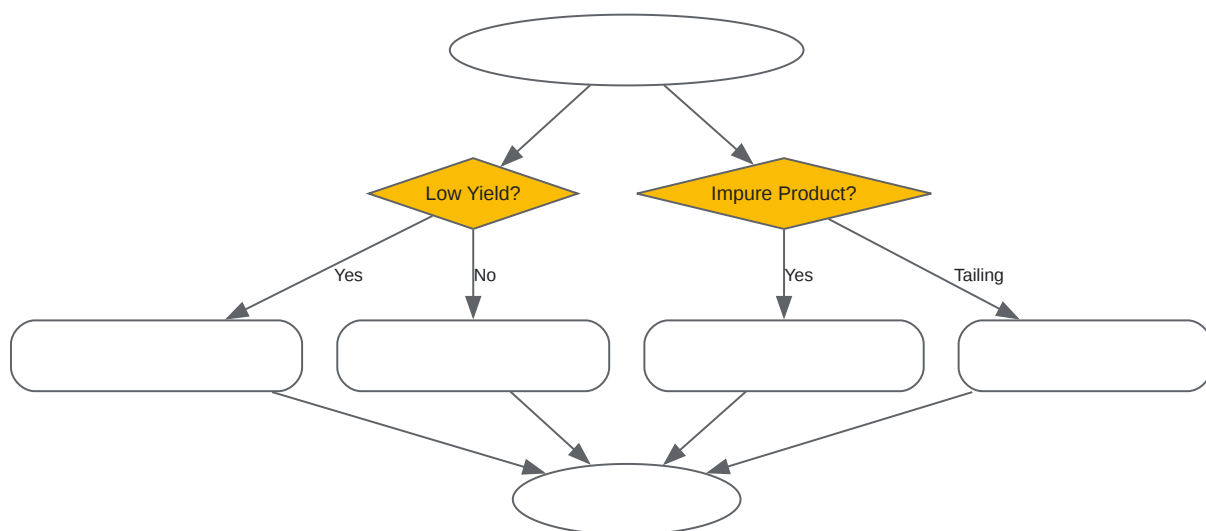 Low Yield?
Impure Product?
Yes
No
Yes
Tailing